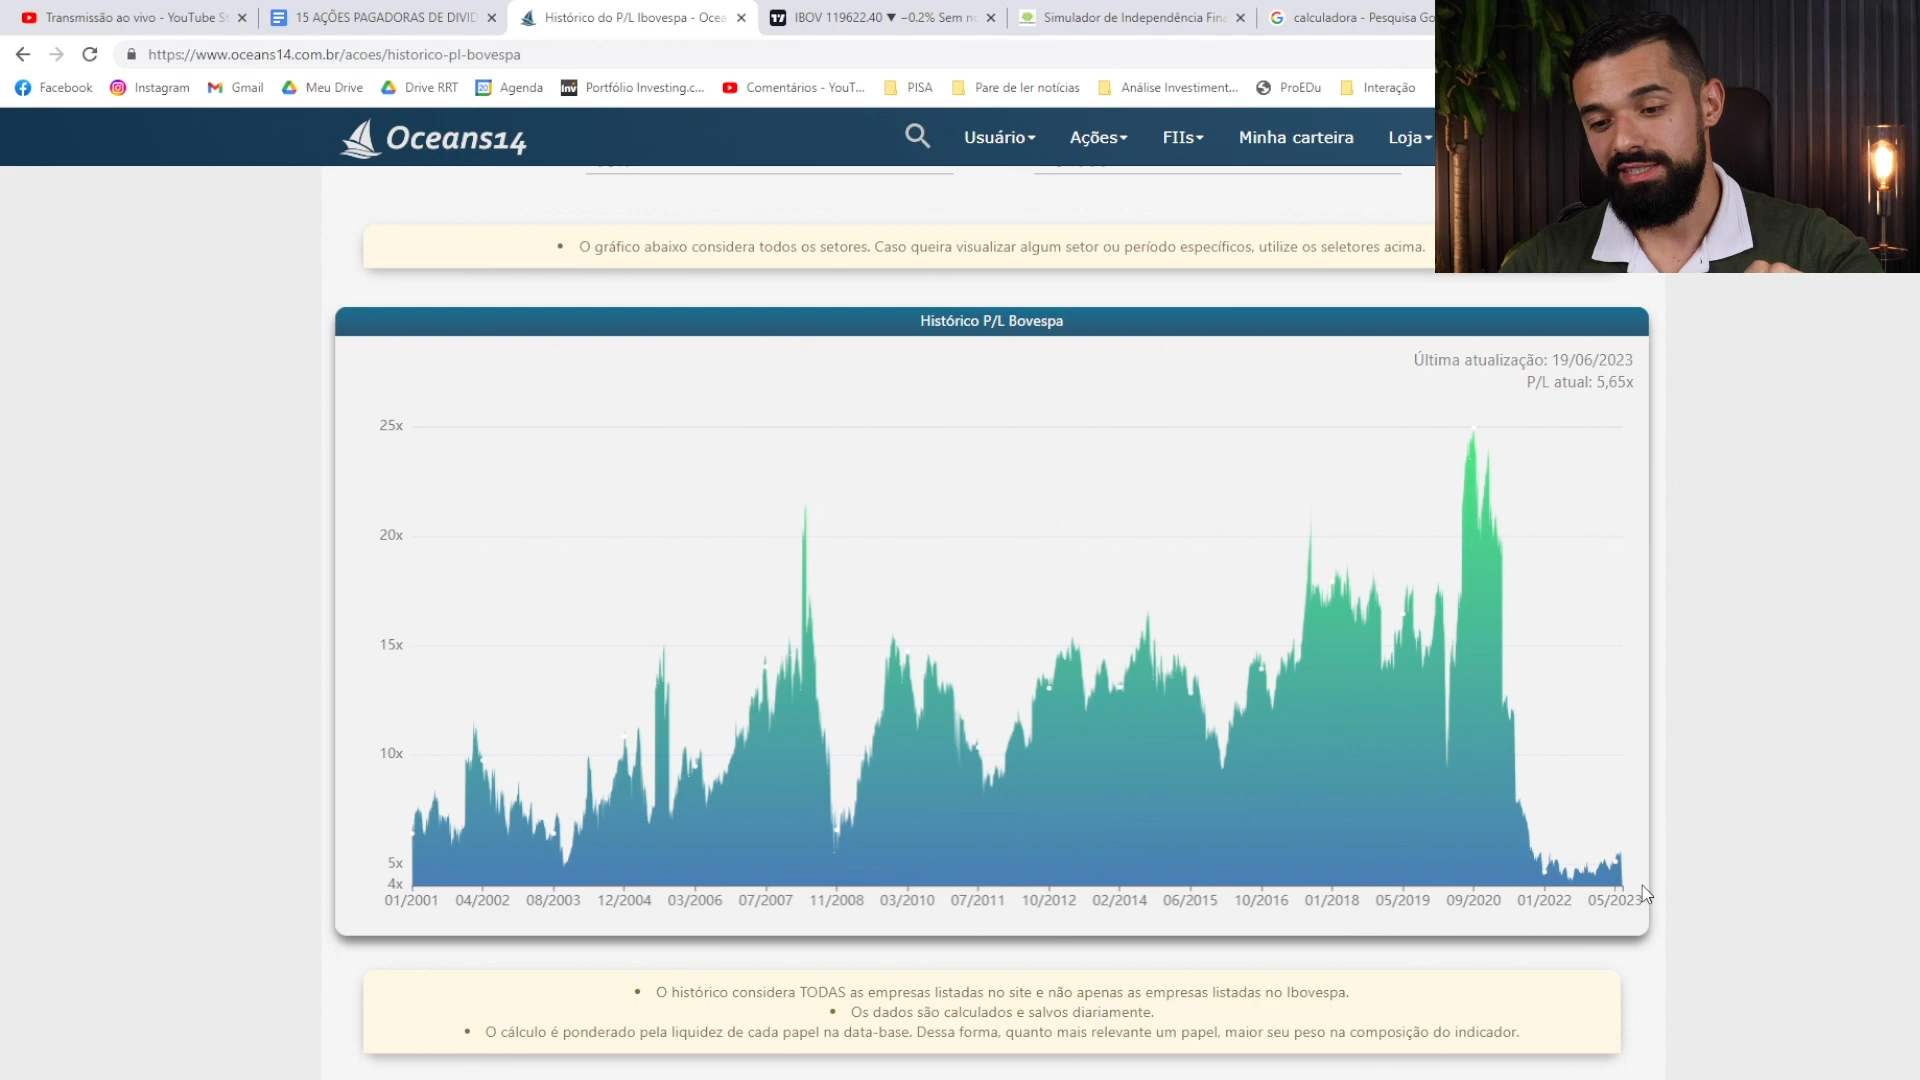 Transmissão ao vivo - YouTube St
15 AÇÕES PAGADORAS DE DIVID
Histórico do P/L Ibovespa - Ocea
IBOV 119622.40 ▼ −0.2% Sem no
Simulador de Independência Fina
calculadora - Pesquisa Go
https://www.oceans14.com.br/acoes/historico-pl-bovespa
Facebook
Instagram
Gmail
Meu Drive
Drive RRT
Agenda
Portfólio Investing.c...
Comentários - YouT...
PISA
Pare de ler notícias
Análise Investiment...
ProEDu
Interação
Oceans14
Usuário
Ações
FIIs
Minha carteira
Loja
• O gráfico abaixo considera todos os setores. Caso queira visualizar algum setor ou período específicos, utilize os seletores acima.
Histórico P/L Bovespa
Última atualização: 19/06/2023
P/L atual: 5,65x
25x
20x
15x
10x
5x
4x
01/2001 04/2002 08/2003 12/2004 03/2006 07/2007 11/2008 03/2010 07/2011 10/2012 02/2014 06/2015 10/2016 01/2018 05/2019 09/2020 01/2022 05/2023
• O histórico considera TODAS as empresas listadas no site e não apenas as empresas listadas no Ibovespa.
• Os dados são calculados e salvos diariamente.
• O cálculo é ponderado pela liquidez de cada papel na data-base. Dessa forma, quanto mais relevante um papel, maior seu peso na composição do indicador.